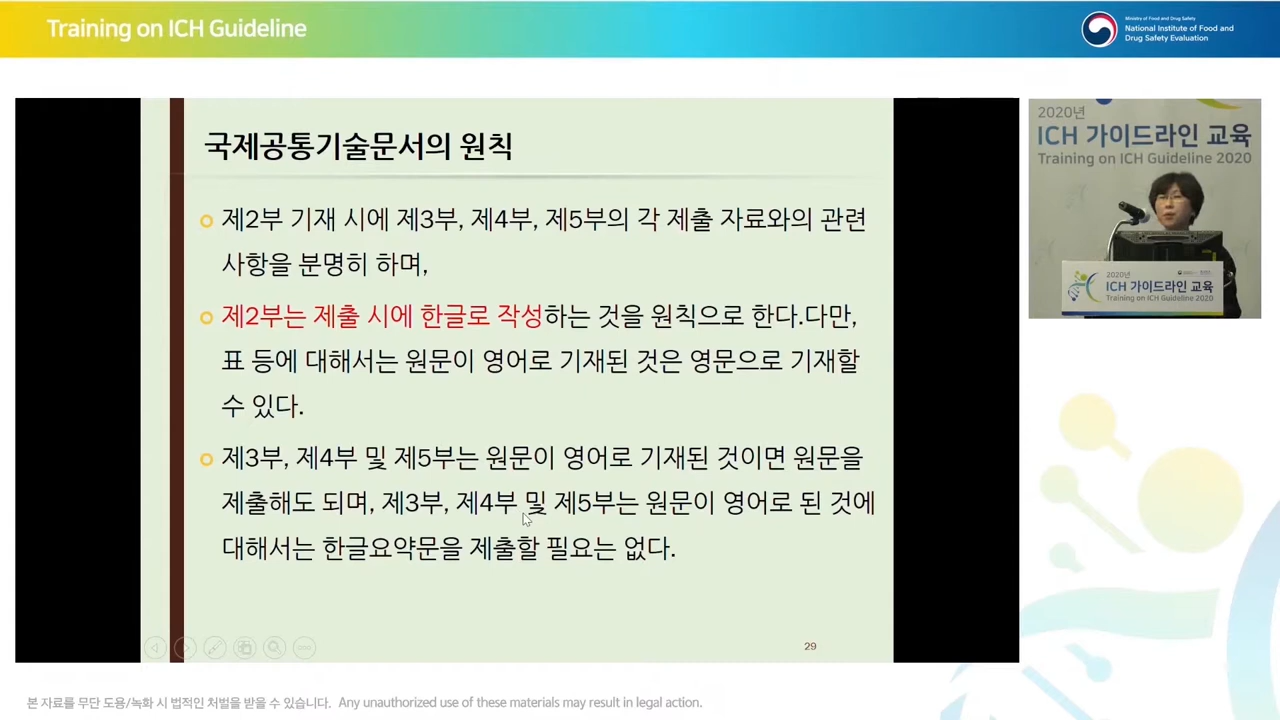 Training on ICH Guideline
Ministry of Food and Drug Safety
National Institute of Food and
Drug Safety Evaluation
국제공통기술문서의 원칙
제2부 기재 시에 제3부, 제4부, 제5부의 각 제출 자료와의 관련
사항을 분명히 하며,
제2부는 제출 시에 한글로 작성하는 것을 원칙으로 한다.다만,
표 등에 대해서는 원문이 영어로 기재된 것은 영문으로 기재할
수 있다.
제3부, 제4부 및 제5부는 원문이 영어로 기재된 것이면 원문을
제출해도 되며, 제3부, 제4부 및 제5부는 원문이 영어로 된 것에
대해서는 한글요약문을 제출할 필요는 없다.
29
2020년
ICH 가이드라인 교육
Training on ICH Guideline 2020
2020년
ICH 가이드라인 교육
Training on ICH Guideline 2020
본 자료를 무단 도용/녹화 시 법적인 처벌을 받을 수 있습니다. Any unauthorized use of these materials may result in legal action.